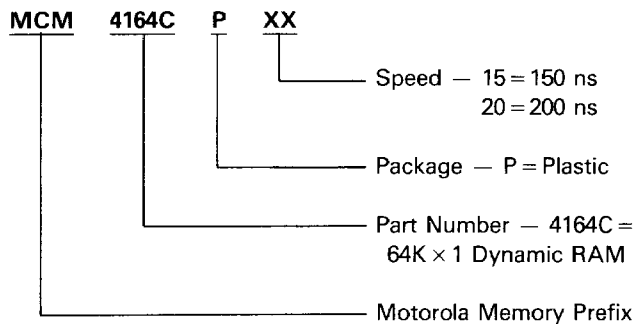 MCM 4164C P XX
Speed — 15 = 150 ns
20 = 200 ns
Package — P = Plastic
Part Number — 4164C =
64K × 1 Dynamic RAM
Motorola Memory Prefix